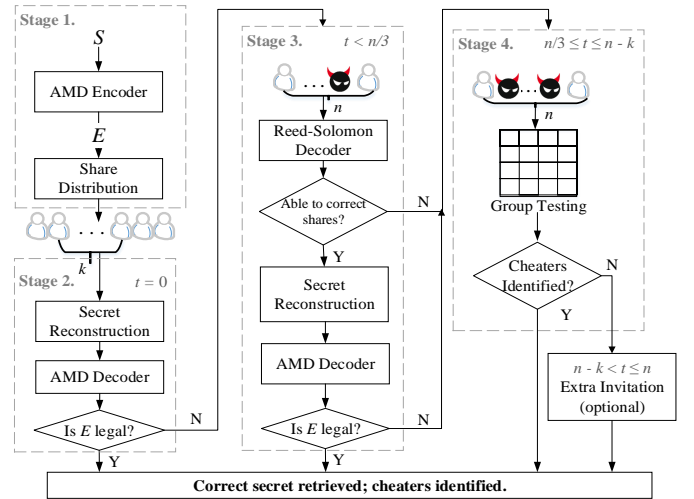 Stage 1.
S
AMD Encoder
E
Share
Distribution
. . .
k
Stage 2.
t = 0
Secret
Reconstruction
AMD Decoder
Is E legal?
N
Y
Stage 3.
t < n/3
. . .
n
Reed-Solomon
Decoder
Able to correct
shares?
N
Y
Secret
Reconstruction
AMD Decoder
Is E legal?
N
Y
Stage 4.
n/3 ≤ t ≤ n - k
. . .
n
Group Testing
Cheaters
Identified?
N
Y
n - k < t ≤ n
Extra Invitation
(optional)
Correct secret retrieved; cheaters identified.